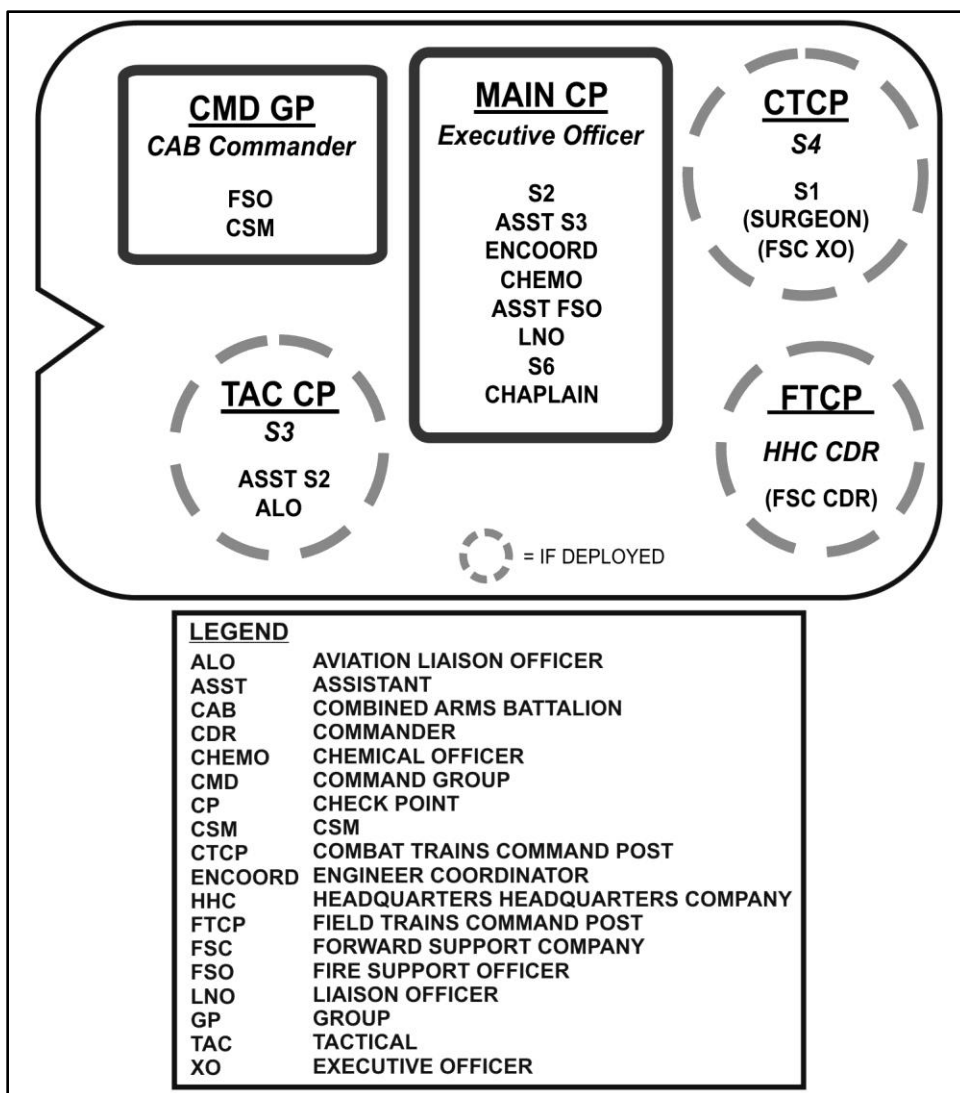 CMD GP
CAB Commander
FSO
CSM
MAIN CP
Executive Officer
S2
ASST S3
ENCOORD
CHEMO
ASST FSO
LNO
S6
CHAPLAIN
CTCP
S4
S1
(SURGEON)
(FSC XO)
TAC CP
S3
ASST S2
ALO
FTCP
HHC CDR
(FSC CDR)
= IF DEPLOYED
LEGEND
ALO AVIATION LIAISON OFFICER
ASST ASSISTANT
CAB COMBINED ARMS BATTALION
CDR COMMANDER
CHEMO CHEMICAL OFFICER
CMD COMMAND GROUP
CP CHECK POINT
CSM CSM
CTCP COMBAT TRAINS COMMAND POST
ENCOORD ENGINEER COORDINATOR
HHC HEADQUARTERS HEADQUARTERS COMPANY
FTCP FIELD TRAINS COMMAND POST
FSC FORWARD SUPPORT COMPANY
FSO FIRE SUPPORT OFFICER
LNO LIAISON OFFICER
GP GROUP
TAC TACTICAL
XO EXECUTIVE OFFICER